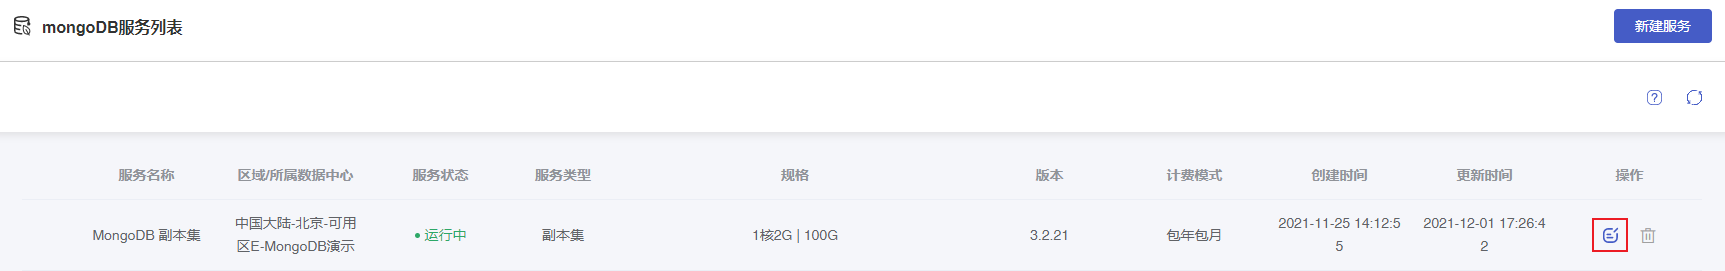 mongoDB服务列表
新建服务
服务名称 区域/所属数据中心 服务状态 服务类型 规格 版本 计费模式 创建时间 更新时间 操作
MongoDB 副本集 中国大陆-北京-可用 区E-MongoDB演示 运行中 副本集 1核2G | 100G 3.2.21 包年包月 2021-11-25 14:12:5 5 2021-12-01 17:26:4 2